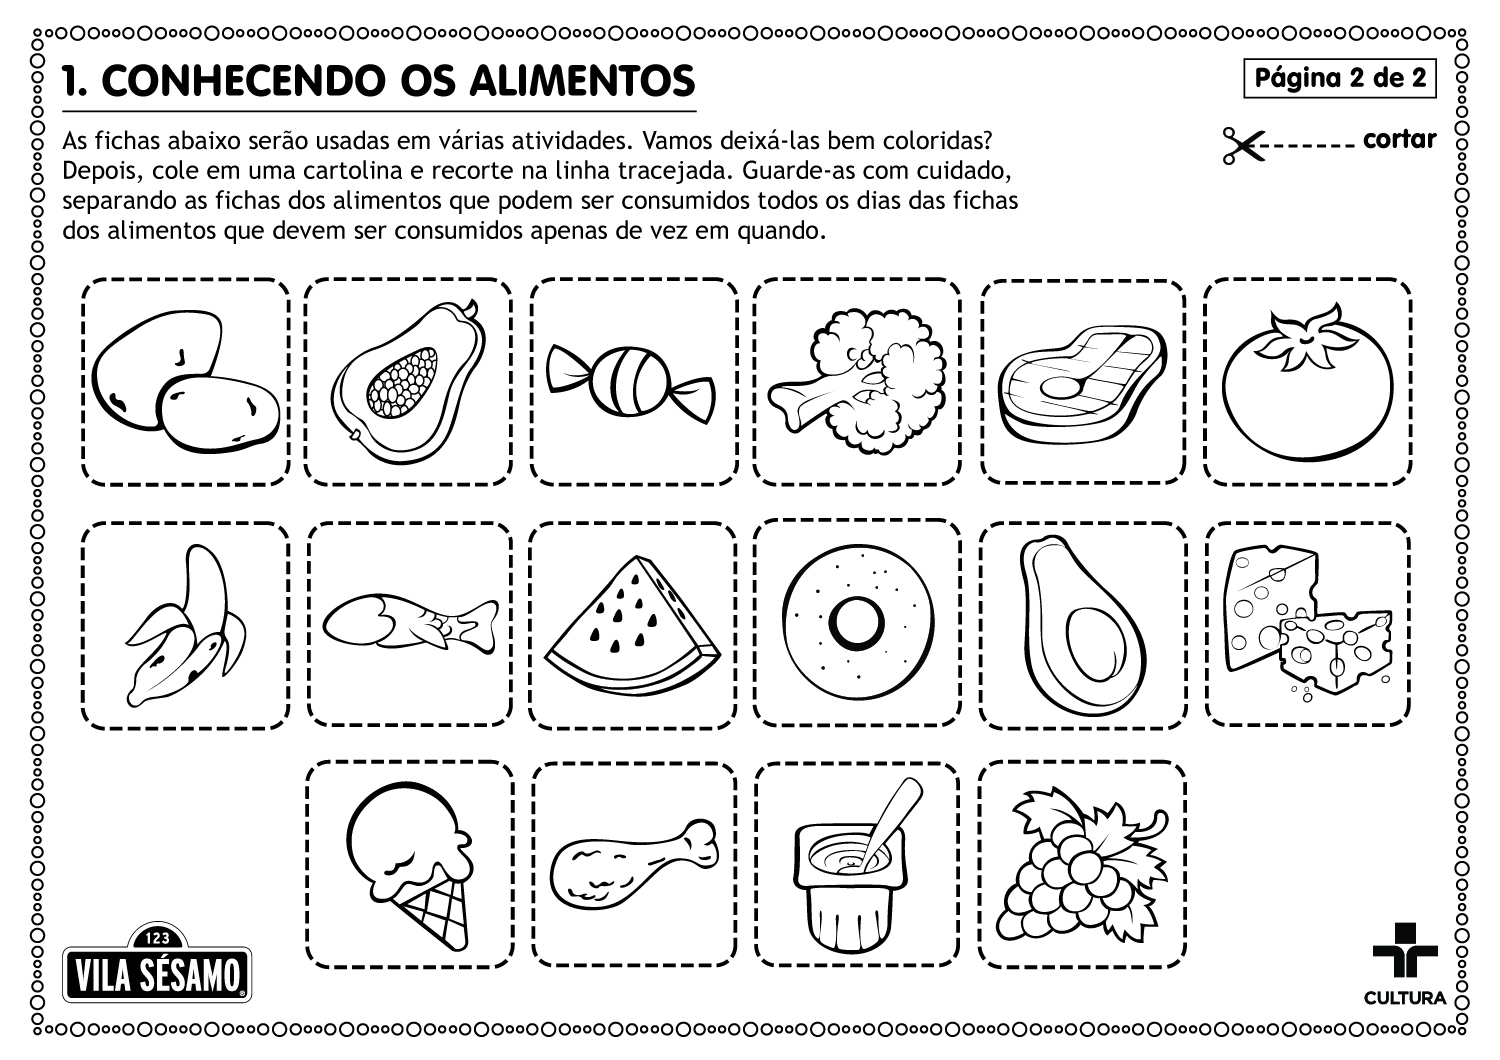 1. CONHECENDO OS ALIMENTOS
Página 2 de 2
As fichas abaixo serão usadas em várias atividades. Vamos deixá-las bem coloridas?
Depois, cole em uma cartolina e recorte na linha tracejada. Guarde-as com cuidado,
separando as fichas dos alimentos que podem ser consumidos todos os dias das fichas
dos alimentos que devem ser consumidos apenas de vez em quando.
cortar
123
VILA SÉSAMO®
CULTURA